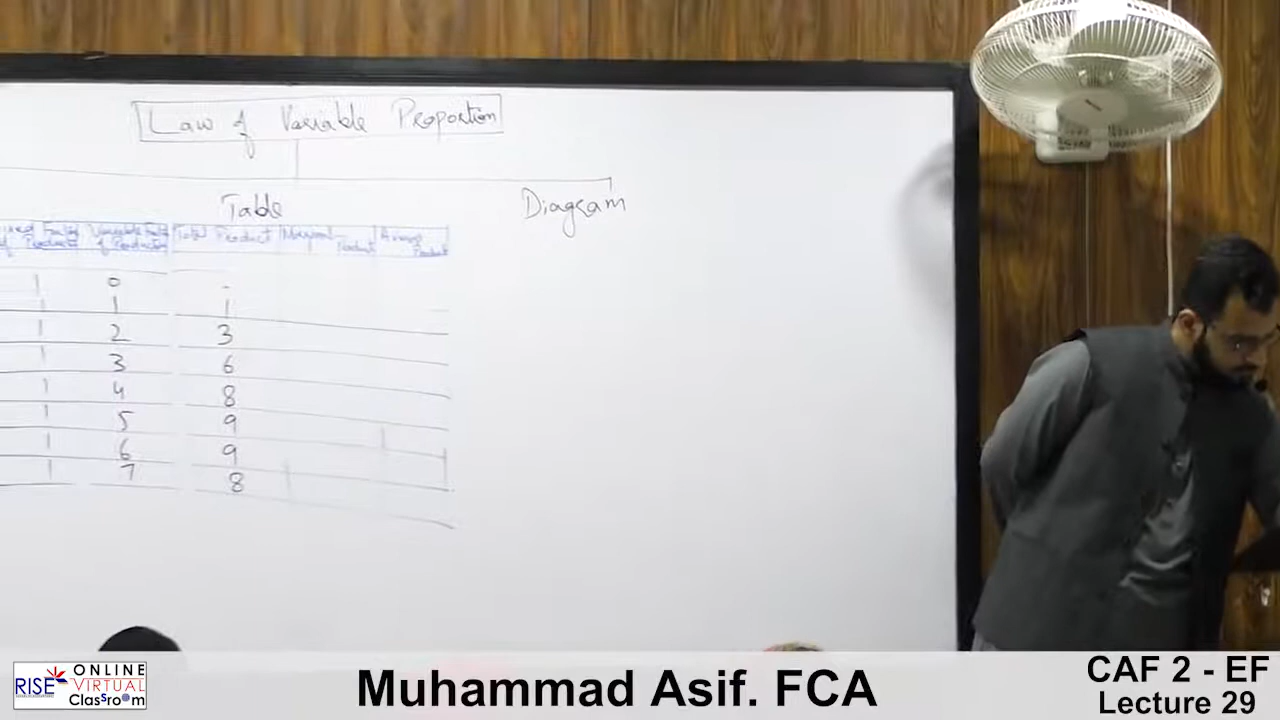 Law of Variable Proportion
Table Diagram
Factor of Production Variable Factor of Production Total Product Marginal Product Average Product
1 0 -
1 1 1
1 2 3
1 3 6
1 4 8
1 5 9
1 6 9
1 7 8
RISE ONLINE VIRTUAL ClassroOm
Muhammad Asif. FCA
CAF 2 - EF
Lecture 29